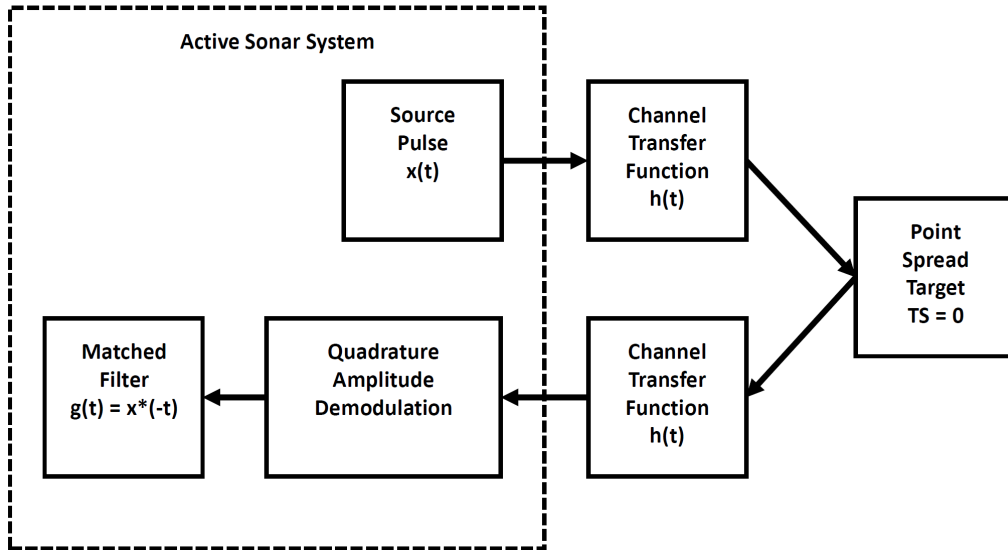 Active Sonar System
Source
Pulse
x(t)
Channel
Transfer
Function
h(t)
Point
Spread
Target
TS = 0
Matched
Filter
g(t) = x*(-t)
Quadrature
Amplitude
Demodulation
Channel
Transfer
Function
h(t)